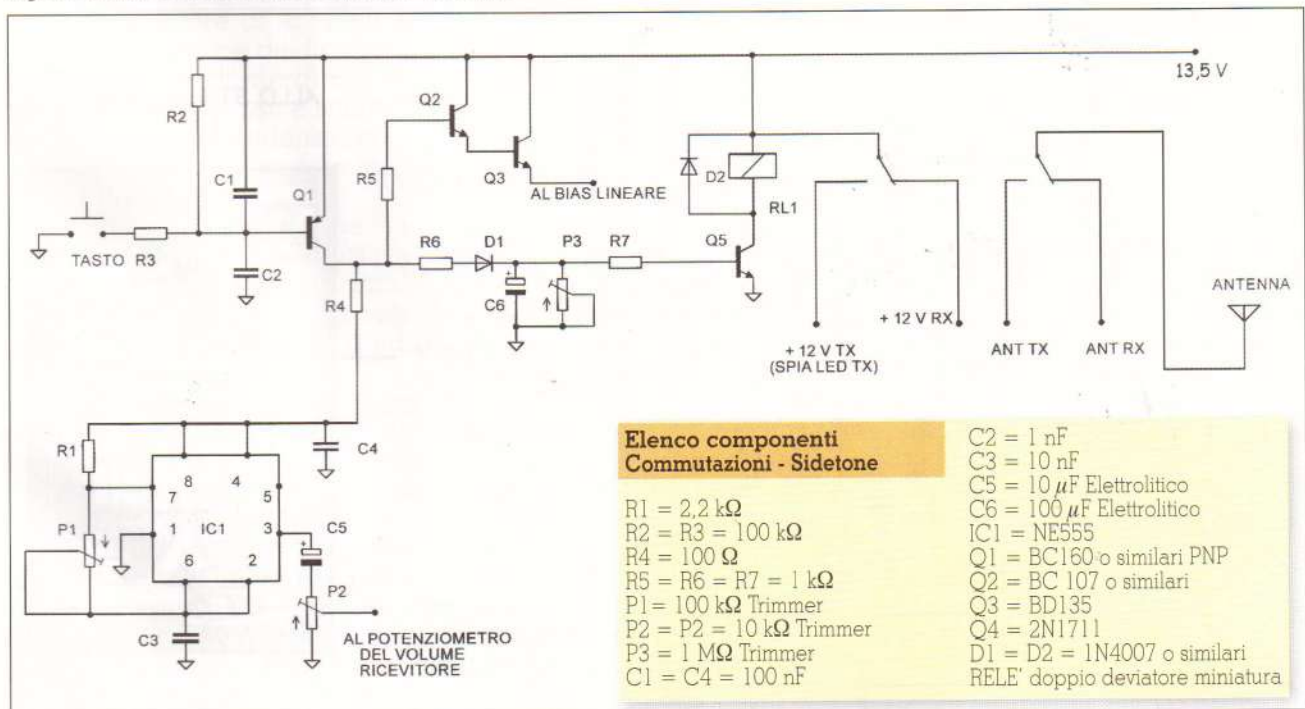 13,5 V
R2
C1
Q1
Q2
Q3
R5
AL BIAS LINEARE
D2
RL1
TASTO
R3
C2
R4
R6
D1
P3
R7
Q5
C6
+
+ 12 V TX
(SPIA LED TX)
+ 12 V RX
ANT TX
ANT RX
ANTENNA
R1
C4
8
4
7
5
P1
1
IC1
3
6
2
C5
+
P2
C3
AL POTENZIOMETRO
DEL VOLUME
RICEVITORE
Elenco componenti
Commutazioni - Sidetone
R1 = 2,2 kΩ
R2 = R3 = 100 kΩ
R4 = 100 Ω
R5 = R6 = R7 = 1 kΩ
P1= 100 kΩ Trimmer
P2 = P2 = 10 kΩ Trimmer
P3 = 1 MΩ Trimmer
C1 = C4 = 100 nF
C2 = 1 nF
C3 = 10 nF
C5 = 10 µF Elettrolitico
C6 = 100 µF Elettrolitico
IC1 = NE555
Q1 = BC160 o similari PNP
Q2 = BC 107 o similari
Q3 = BD135
Q4 = 2N1711
D1 = D2 = 1N4007 o similari
RELE' doppio deviatore miniatura